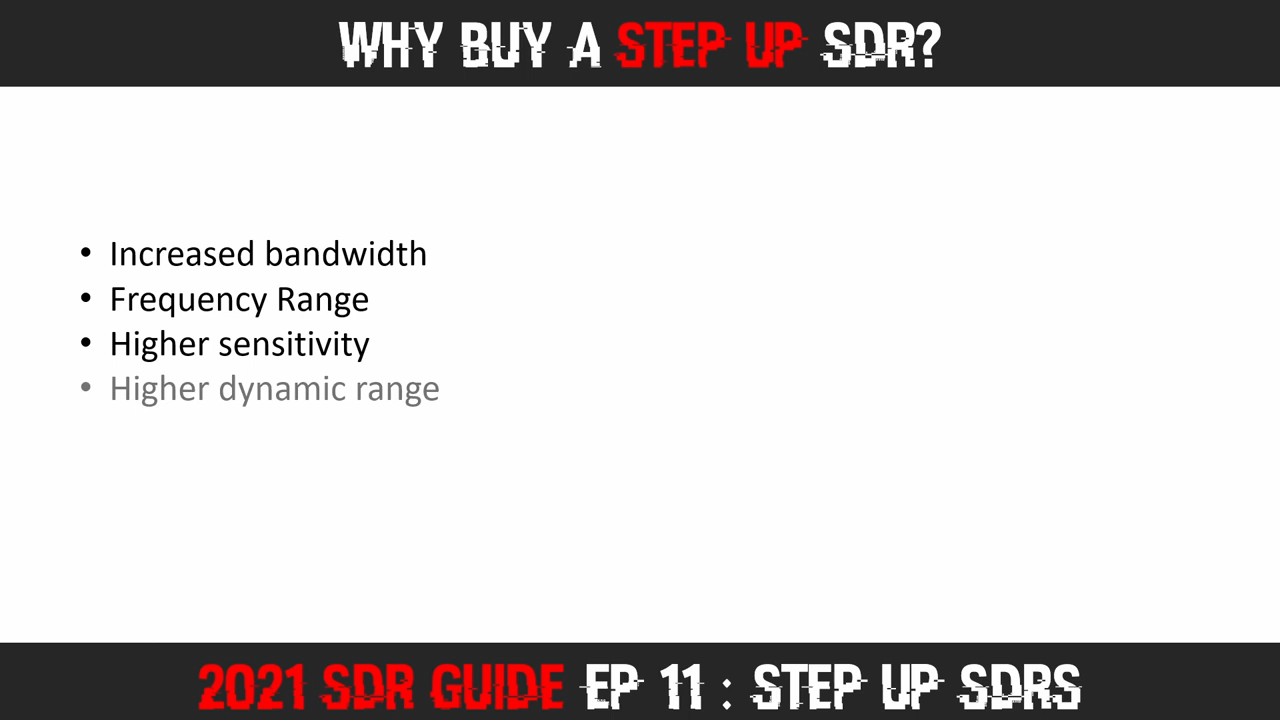 WHY BUY A STEP UP SDR?
• Increased bandwidth
• Frequency Range
• Higher sensitivity
• Higher dynamic range
2021 SDR GUIDE EP 11 : STEP UP SDRS